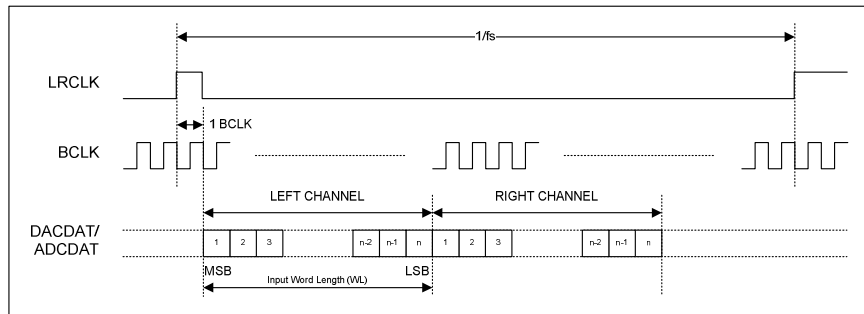 1/fs
LRCLK
1 BCLK
BCLK
LEFT CHANNEL RIGHT CHANNEL
DACDAT/
ADCDAT
1 2 3 n-2 n-1 n 1 2 3 n-2 n-1 n
MSB LSB
Input Word Length (WL)